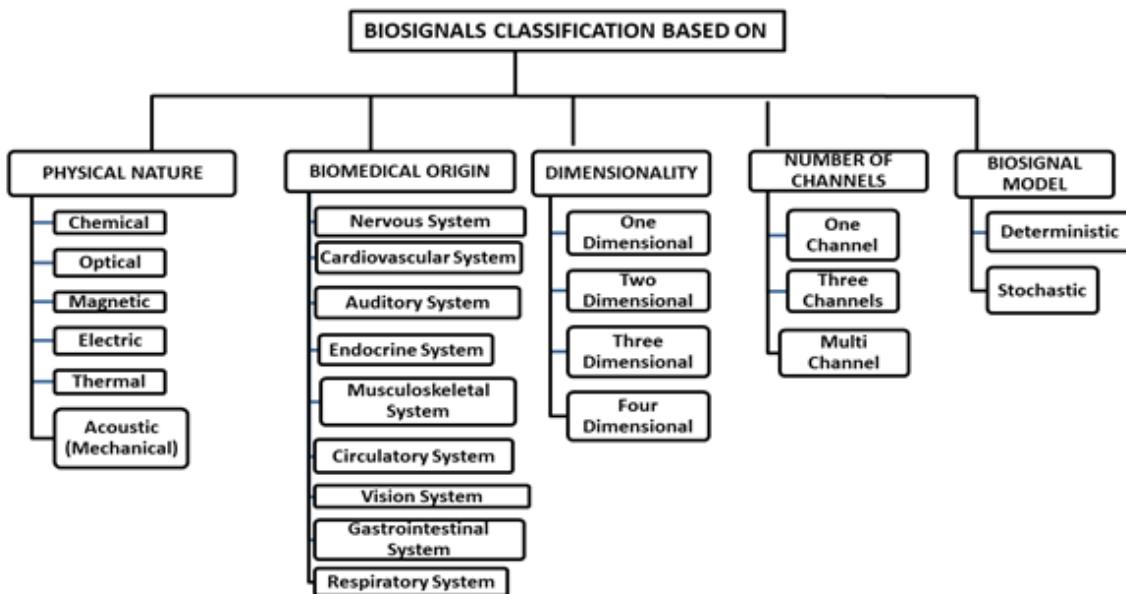 BIOSIGNALS CLASSIFICATION BASED ON
PHYSICAL NATURE
Chemical
Optical
Magnetic
Electric
Thermal
Acoustic
(Mechanical)
BIOMEDICAL ORIGIN
Nervous System
Cardiovascular System
Auditory System
Endocrine System
Musculoskeletal
System
Circulatory System
Vision System
Gastrointestinal
System
Respiratory System
DIMENSIONALITY
One
Dimensional
Two
Dimensional
Three
Dimensional
Four
Dimensional
NUMBER OF
CHANNELS
One
Channel
Three
Channels
Multi
Channel
BIOSIGNAL
MODEL
Deterministic
Stochastic